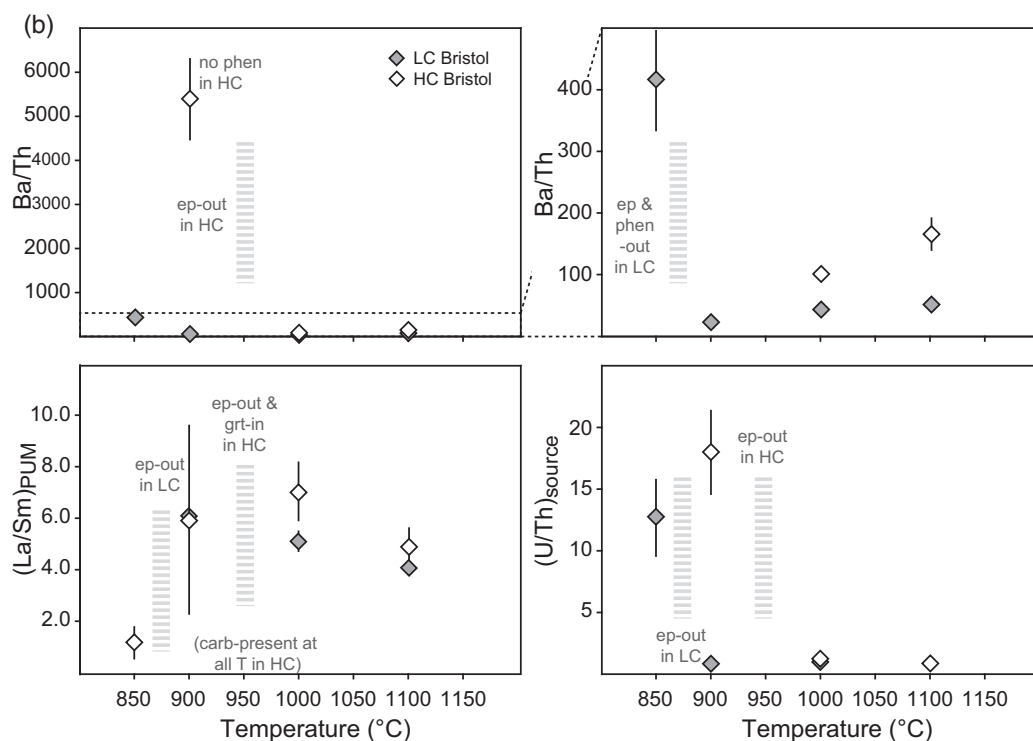 (b)
LC Bristol
HC Bristol
no phen
in HC
ep-out
in HC
Ba/Th
6000
5000
4000
3000
2000
1000
ep &
phen
-out
in LC
Ba/Th
400
300
200
100
ep-out
in LC
ep-out &
grt-in
in HC
(carb-present at
all T in HC)
(La/Sm)PUM
10.0
8.0
6.0
4.0
2.0
850 900 950 1000 1050 1100 1150
Temperature (°C)
ep-out
in HC
ep-out
in LC
(U/Th)source
20
15
10
5
850 900 950 1000 1050 1100 1150
Temperature (°C)